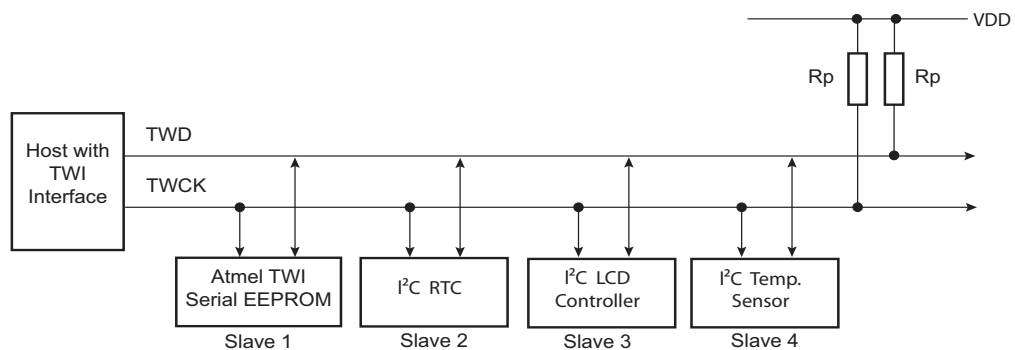 VDD
Rp
Rp
Host with
TWI
Interface
TWD
TWCK
Atmel TWI
Serial EEPROM
Slave 1
I²C RTC
Slave 2
I²C LCD
Controller
Slave 3
I²C Temp.
Sensor
Slave 4